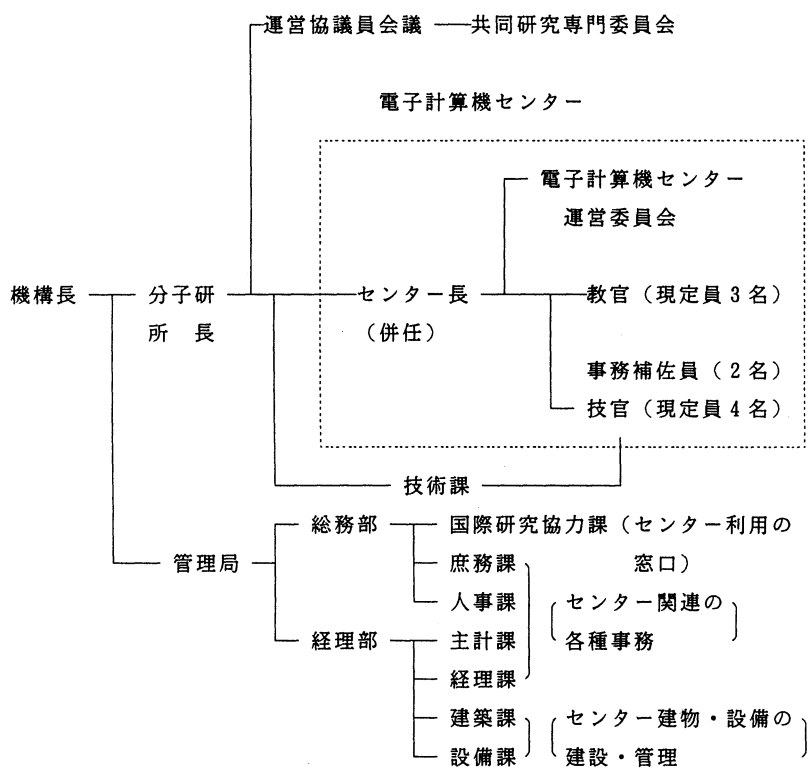 運営協議員会議 共同研究専門委員会
電子計算機センター
電子計算機センター
運営委員会
機構長 分子研 センター長 教官（現定員3名）
所 長 （併任）
事務補佐員（2名）
技官（現定員4名）
技術課
総務部 国際研究協力課（センター利用の
管理局 庶務課 窓口）
人事課 センター関連の
経理部 主計課 各種事務
経理課
建築課 センター建物・設備の
設備課 建設・管理